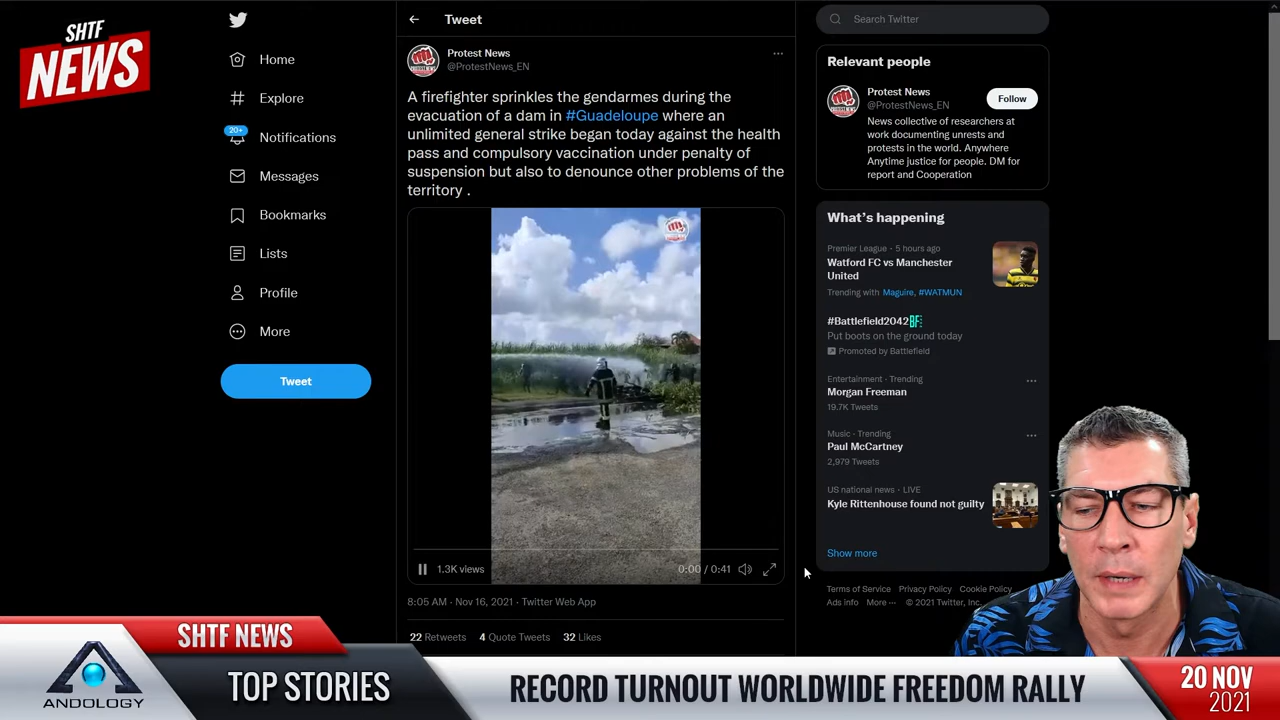 SHTF
NEWS
Home
Explore
20+
Notifications
Messages
Bookmarks
Lists
Profile
More
Tweet
Tweet
Protest News
@ProtestNews_EN
A firefighter sprinkles the gendarmes during the
evacuation of a dam in #Guadeloupe where an
unlimited general strike began today against the health
pass and compulsory vaccination under penalty of
suspension but also to denounce other problems of the
territory .
1.3K views
0:00 / 0:41
8:05 AM · Nov 16, 2021 · Twitter Web App
22 Retweets 4 Quote Tweets 32 Likes
Search Twitter
Relevant people
Protest News
@ProtestNews_EN
Follow
News collective of researchers at
work documenting unrests and
protests in the world. Anywhere
Anytime justice for people. DM for
report and Cooperation
What's happening
Premier League · 5 hours ago
Watford FC vs Manchester
United
Trending with Maguire, #WATMUN
#Battlefield2042
Put boots on the ground today
Promoted by Battlefield
Entertainment · Trending
Morgan Freeman
19.7K Tweets
Music · Trending
Paul McCartney
2,979 Tweets
US national news · LIVE
Kyle Rittenhouse found not guilty
Show more
Terms of Service Privacy Policy Cookie Policy
Ad info More ··· © 2021 Twitter, Inc.
SHTF NEWS
ANDOLOGY
TOP STORIES
RECORD TURNOUT WORLDWIDE FREEDOM RALLY
20 NOV
2021